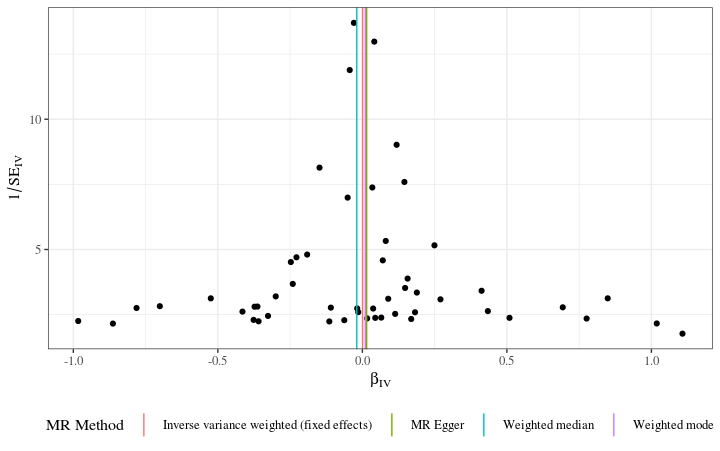 10
5
1/SE_IV
-1.0 -0.5 0.0 0.5 1.0
β_IV
MR Method Inverse variance weighted (fixed effects) MR Egger Weighted median Weighted mode